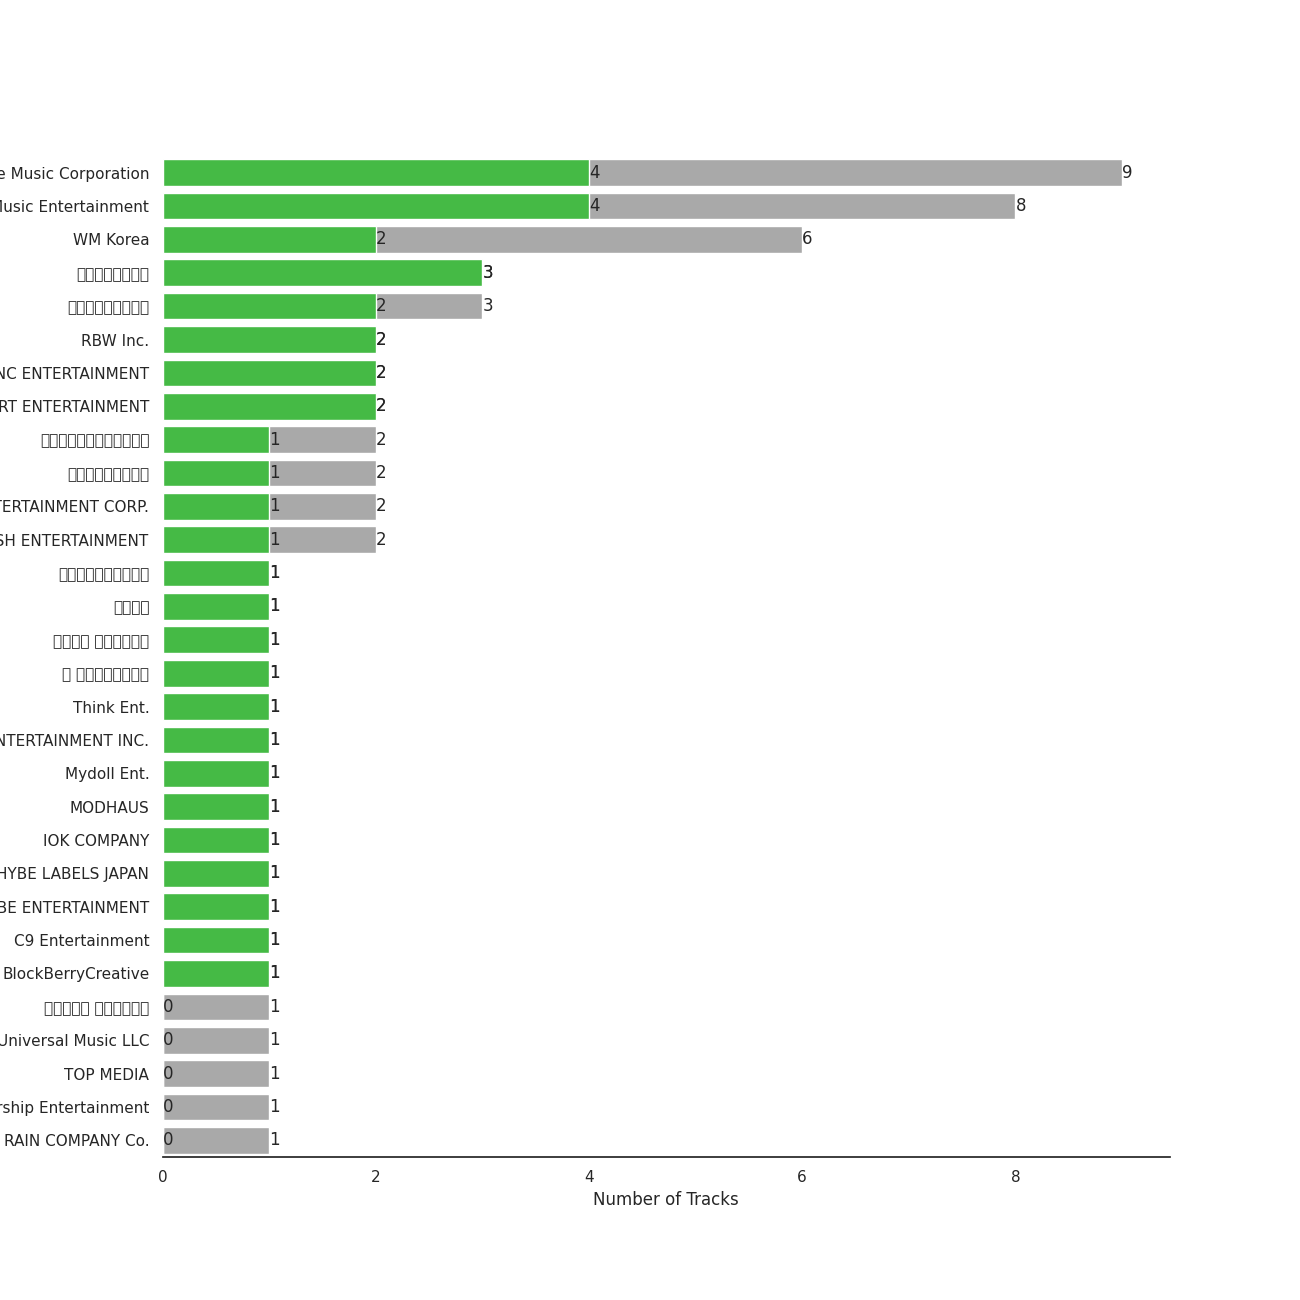 e Music Corporation 4 9
Music Entertainment 4 8
WM Korea 2 6
3
2 3
RBW Inc. 2
NC ENTERTAINMENT 2
RT ENTERTAINMENT 2
1 2
1 2
TERTAINMENT CORP. 1 2
SH ENTERTAINMENT 1 2
1
1
1
1
Think Ent. 1
NTERTAINMENT INC. 1
Mydoll Ent. 1
MODHAUS 1
IOK COMPANY 1
HYBE LABELS JAPAN 1
BE ENTERTAINMENT 1
C9 Entertainment 1
BlockBerryCreative 1
0 1
Universal Music LLC 0 1
TOP MEDIA 0 1
rship Entertainment 0 1
RAIN COMPANY Co. 0 1
0 2 4 6 8
Number of Tracks